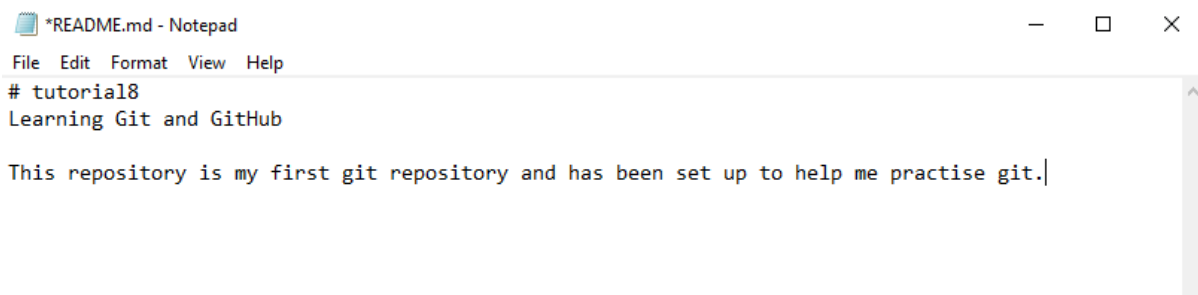 *README.md - Notepad
File Edit Format View Help
# tutorial8
Learning Git and GitHub
This repository is my first git repository and has been set up to help me practise git.